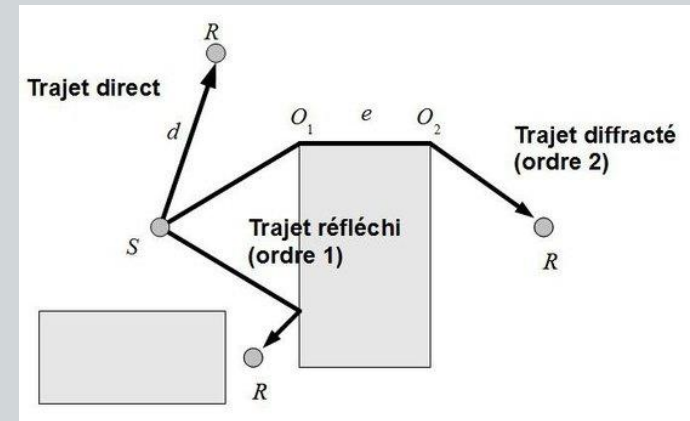 R
Trajet direct
d
O1 e O2
Trajet diffracté
(ordre 2)
Trajet réfléchi
(ordre 1)
S
R
R